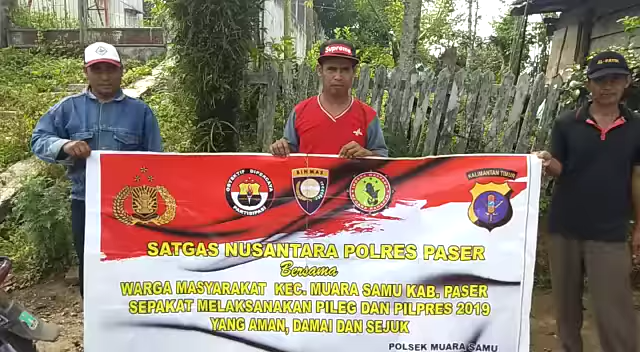 Supreme
BINMAS
KALIMANTAN TIMUR
SATGAS NUSANTARA POLRES PASER
Bersama
WARGA MASYARAKAT KEC. MUARA SAMU KAB. PASER
SEPAKAT MELAKSANAKAN PILEG DAN PILPRES 2019
YANG AMAN, DAMAI DAN SEJUK
POLSEK MUARA SAMU